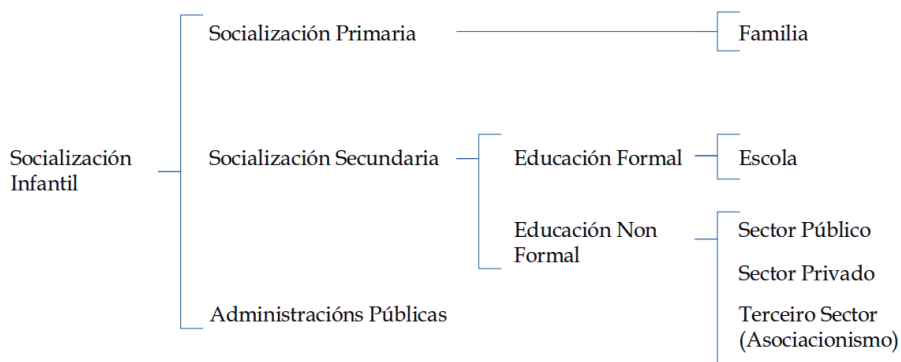 Socialización Primaria
Familia
Socialización
Infantil
Socialización Secundaria
Educación Formal
Escola
Educación Non
Formal
Sector Público
Sector Privado
Terceiro Sector
(Asociacionismo)
Administracións Públicas